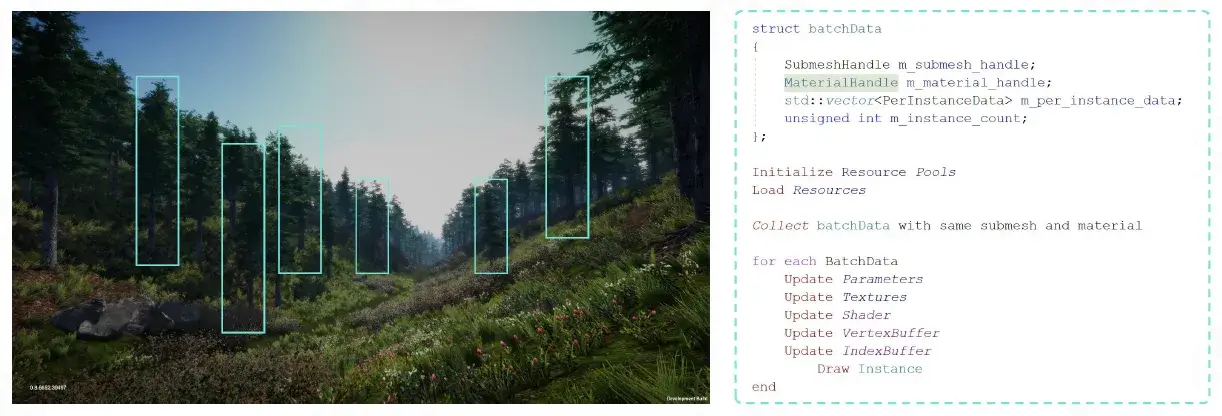 struct batchData
{
SubmeshHandle m_submesh_handle;
MaterialHandle m_material_handle;
std::vector<PerInstanceData> m_per_instance_data;
unsigned int m_instance_count;
};
Initialize Resource Pools
Load Resources
Collect batchData with same submesh and material
for each BatchData
Update Parameters
Update Textures
Update Shader
Update VertexBuffer
Update IndexBuffer
Draw Instance
end
Development Build